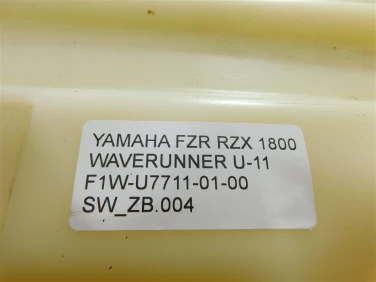 YAMAHA FZR RZX 1800
WAVERUNNER U-11
F1W-U7711-01-00
SW_ZB.004